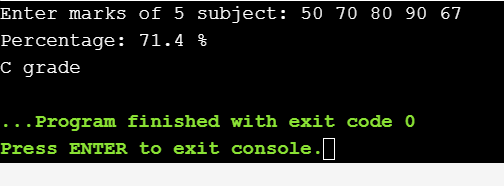 Enter marks of 5 subject: 50 70 80 90 67
Percentage: 71.4 %
C grade
...Program finished with exit code 0
Press ENTER to exit console.